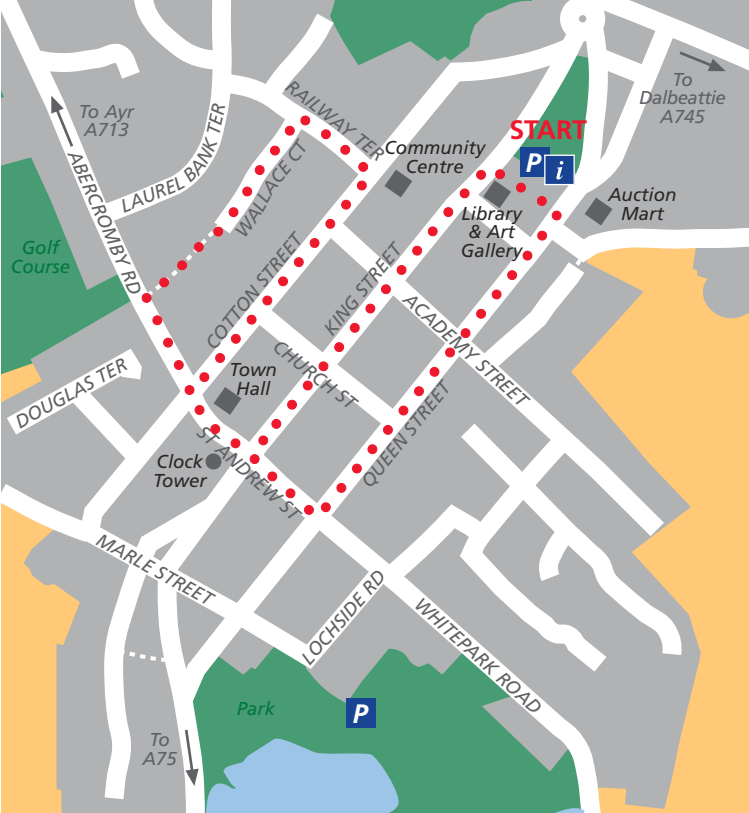 To
Dalbeattie
A745
RAILWAY TER
To Ayr
A713
START
P
i
Community
Centre
LAUREL BANK TER
WALLACE CT
ABERCROMBY RD
Library
& Art
Gallery
Auction
Mart
Golf
Course
COTTON STREET
KING STREET
ACADEMY STREET
CHURCH ST
Town
Hall
DOUGLAS TER
QUEEN STREET
ST ANDREW ST
Clock
Tower
MARLE STREET
LOCHSIDE RD
WHITEPARK ROAD
Park
P
To
A75